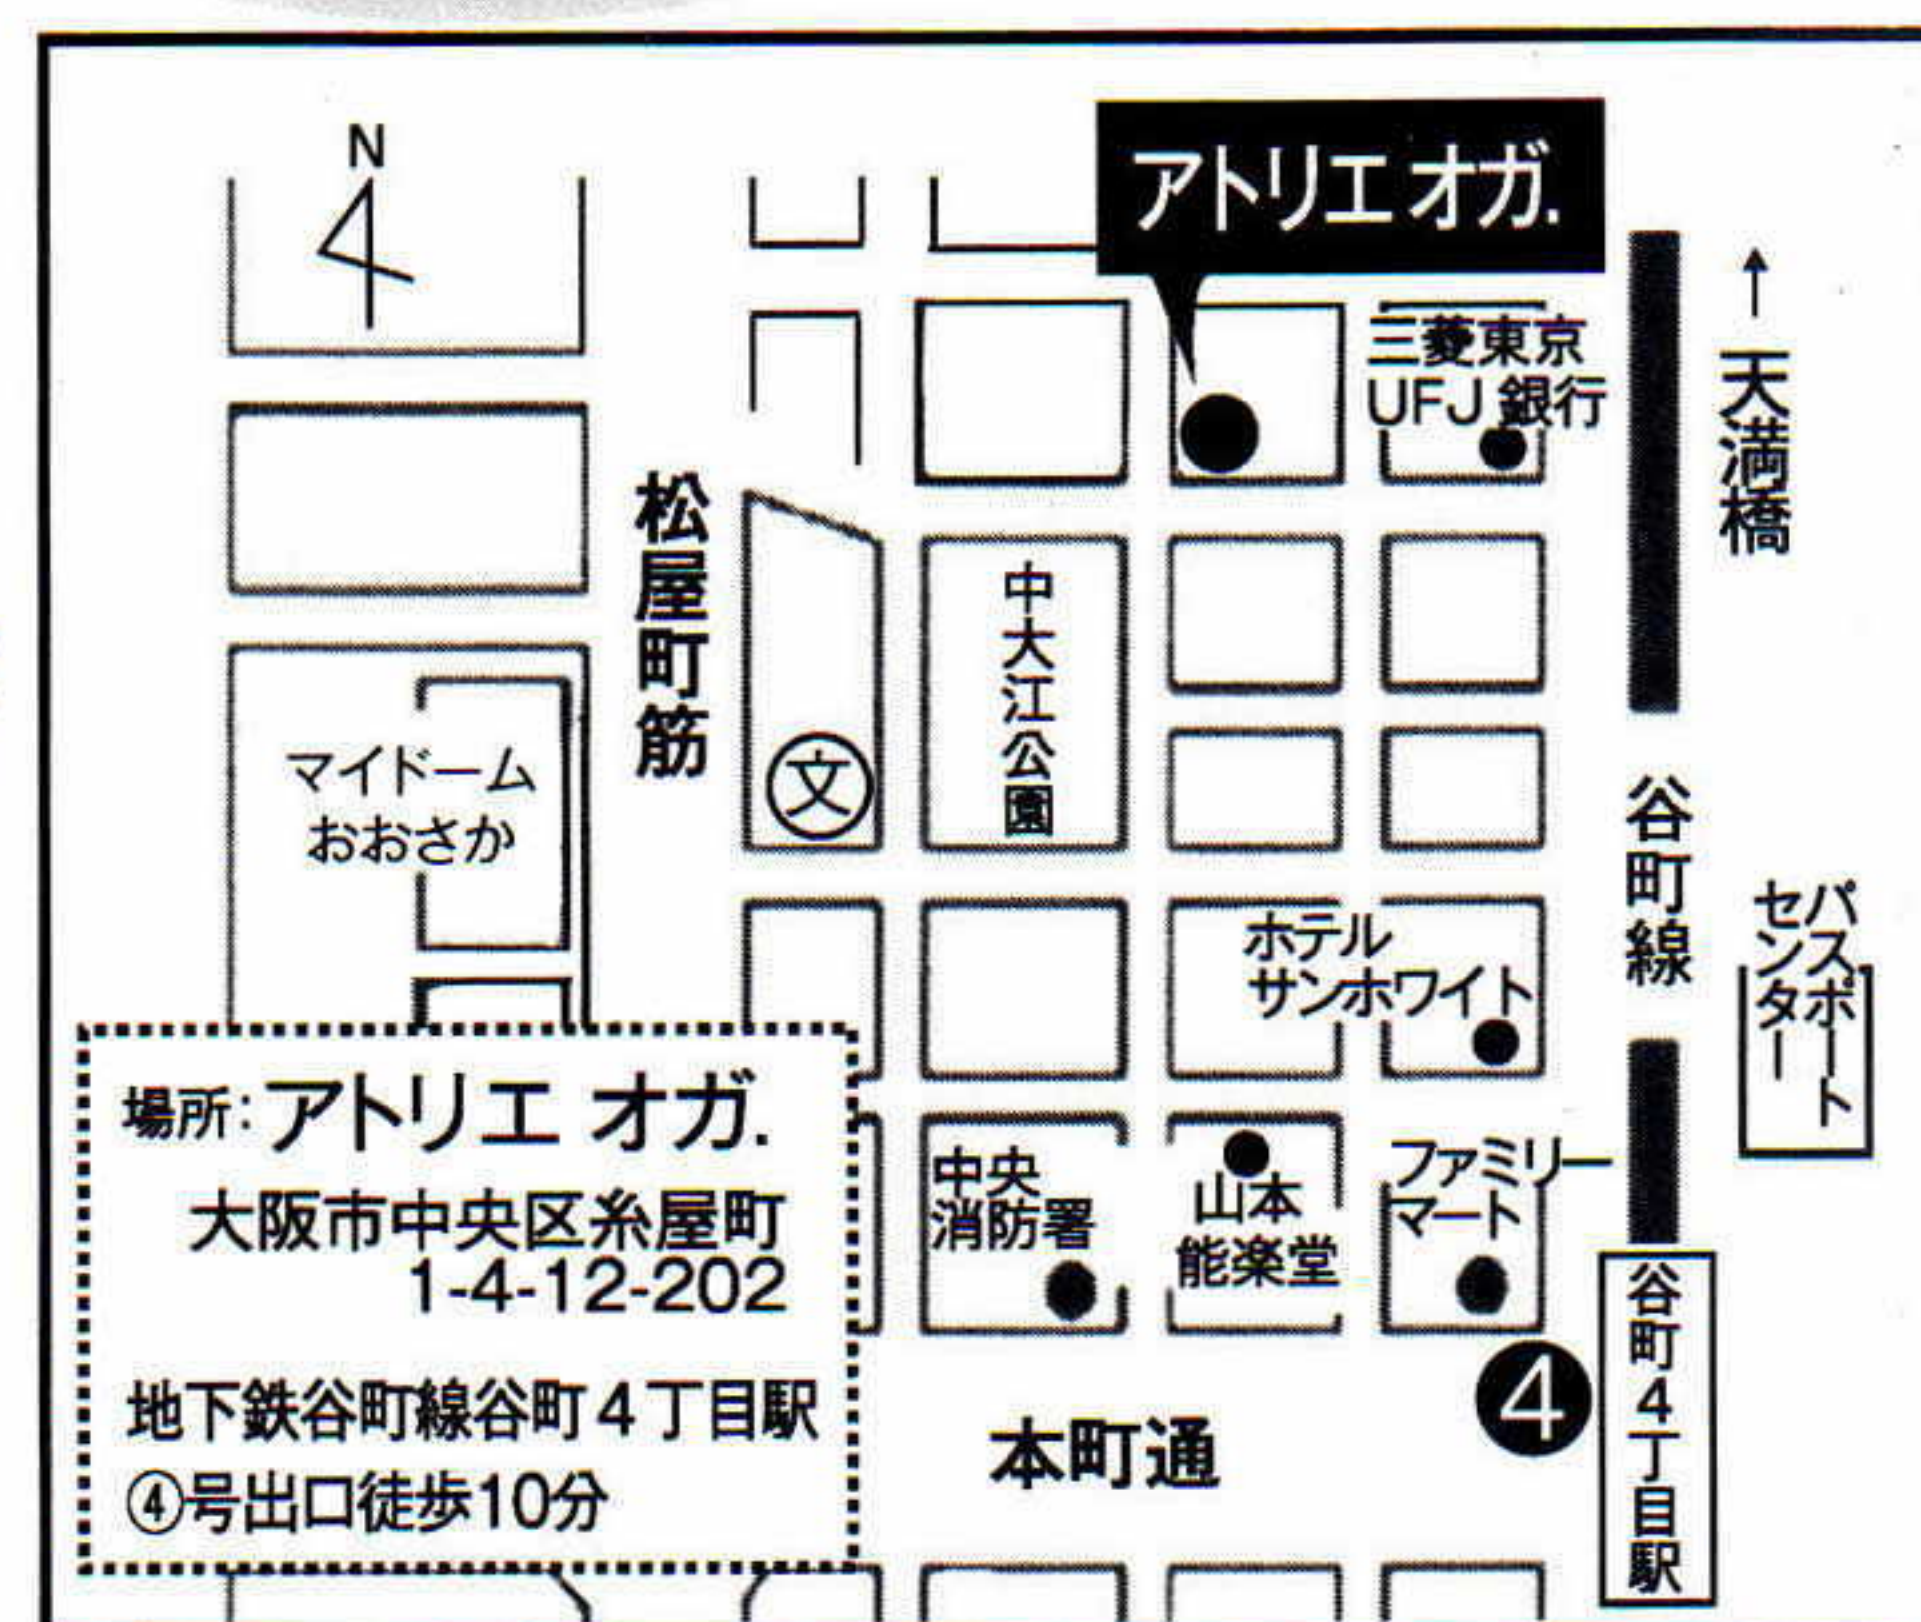 N
アトリエ オガ.
三菱東京
UFJ 銀行
↑天満橋
松屋町筋
中大江公園
文
マイドーム
おおさか
谷町線
パスポート
センター
ホテル
サンホワイト
中央
消防署
山本
能楽堂
ファミリー
マート
4
谷町4丁目駅
本町通
場所:アトリエ オガ.
大阪市中央区糸屋町
1-4-12-202
地下鉄谷町線谷町4丁目駅
④号出口徒歩10分